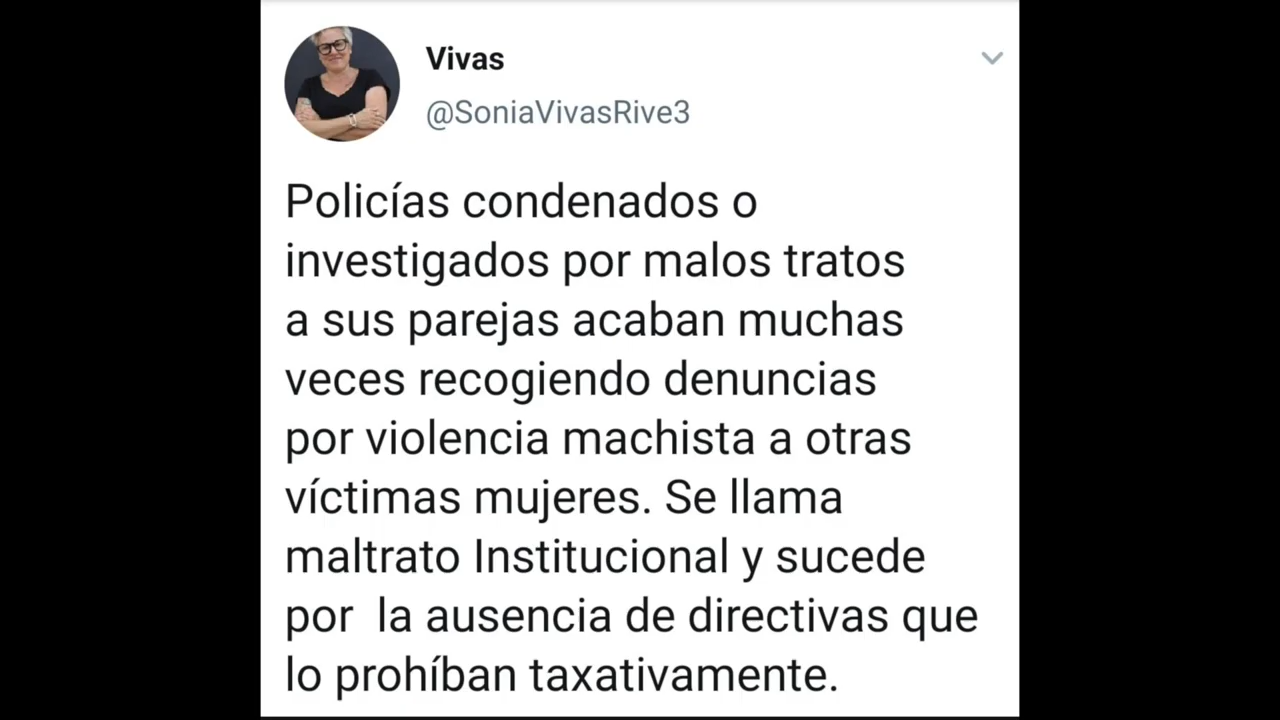 Vivas
@SoniaVivasRive3
Policías condenados o
investigados por malos tratos
a sus parejas acaban muchas
veces recogiendo denuncias
por violencia machista a otras
víctimas mujeres. Se llama
maltrato Institucional y sucede
por  la ausencia de directivas que
lo prohíban taxativamente.